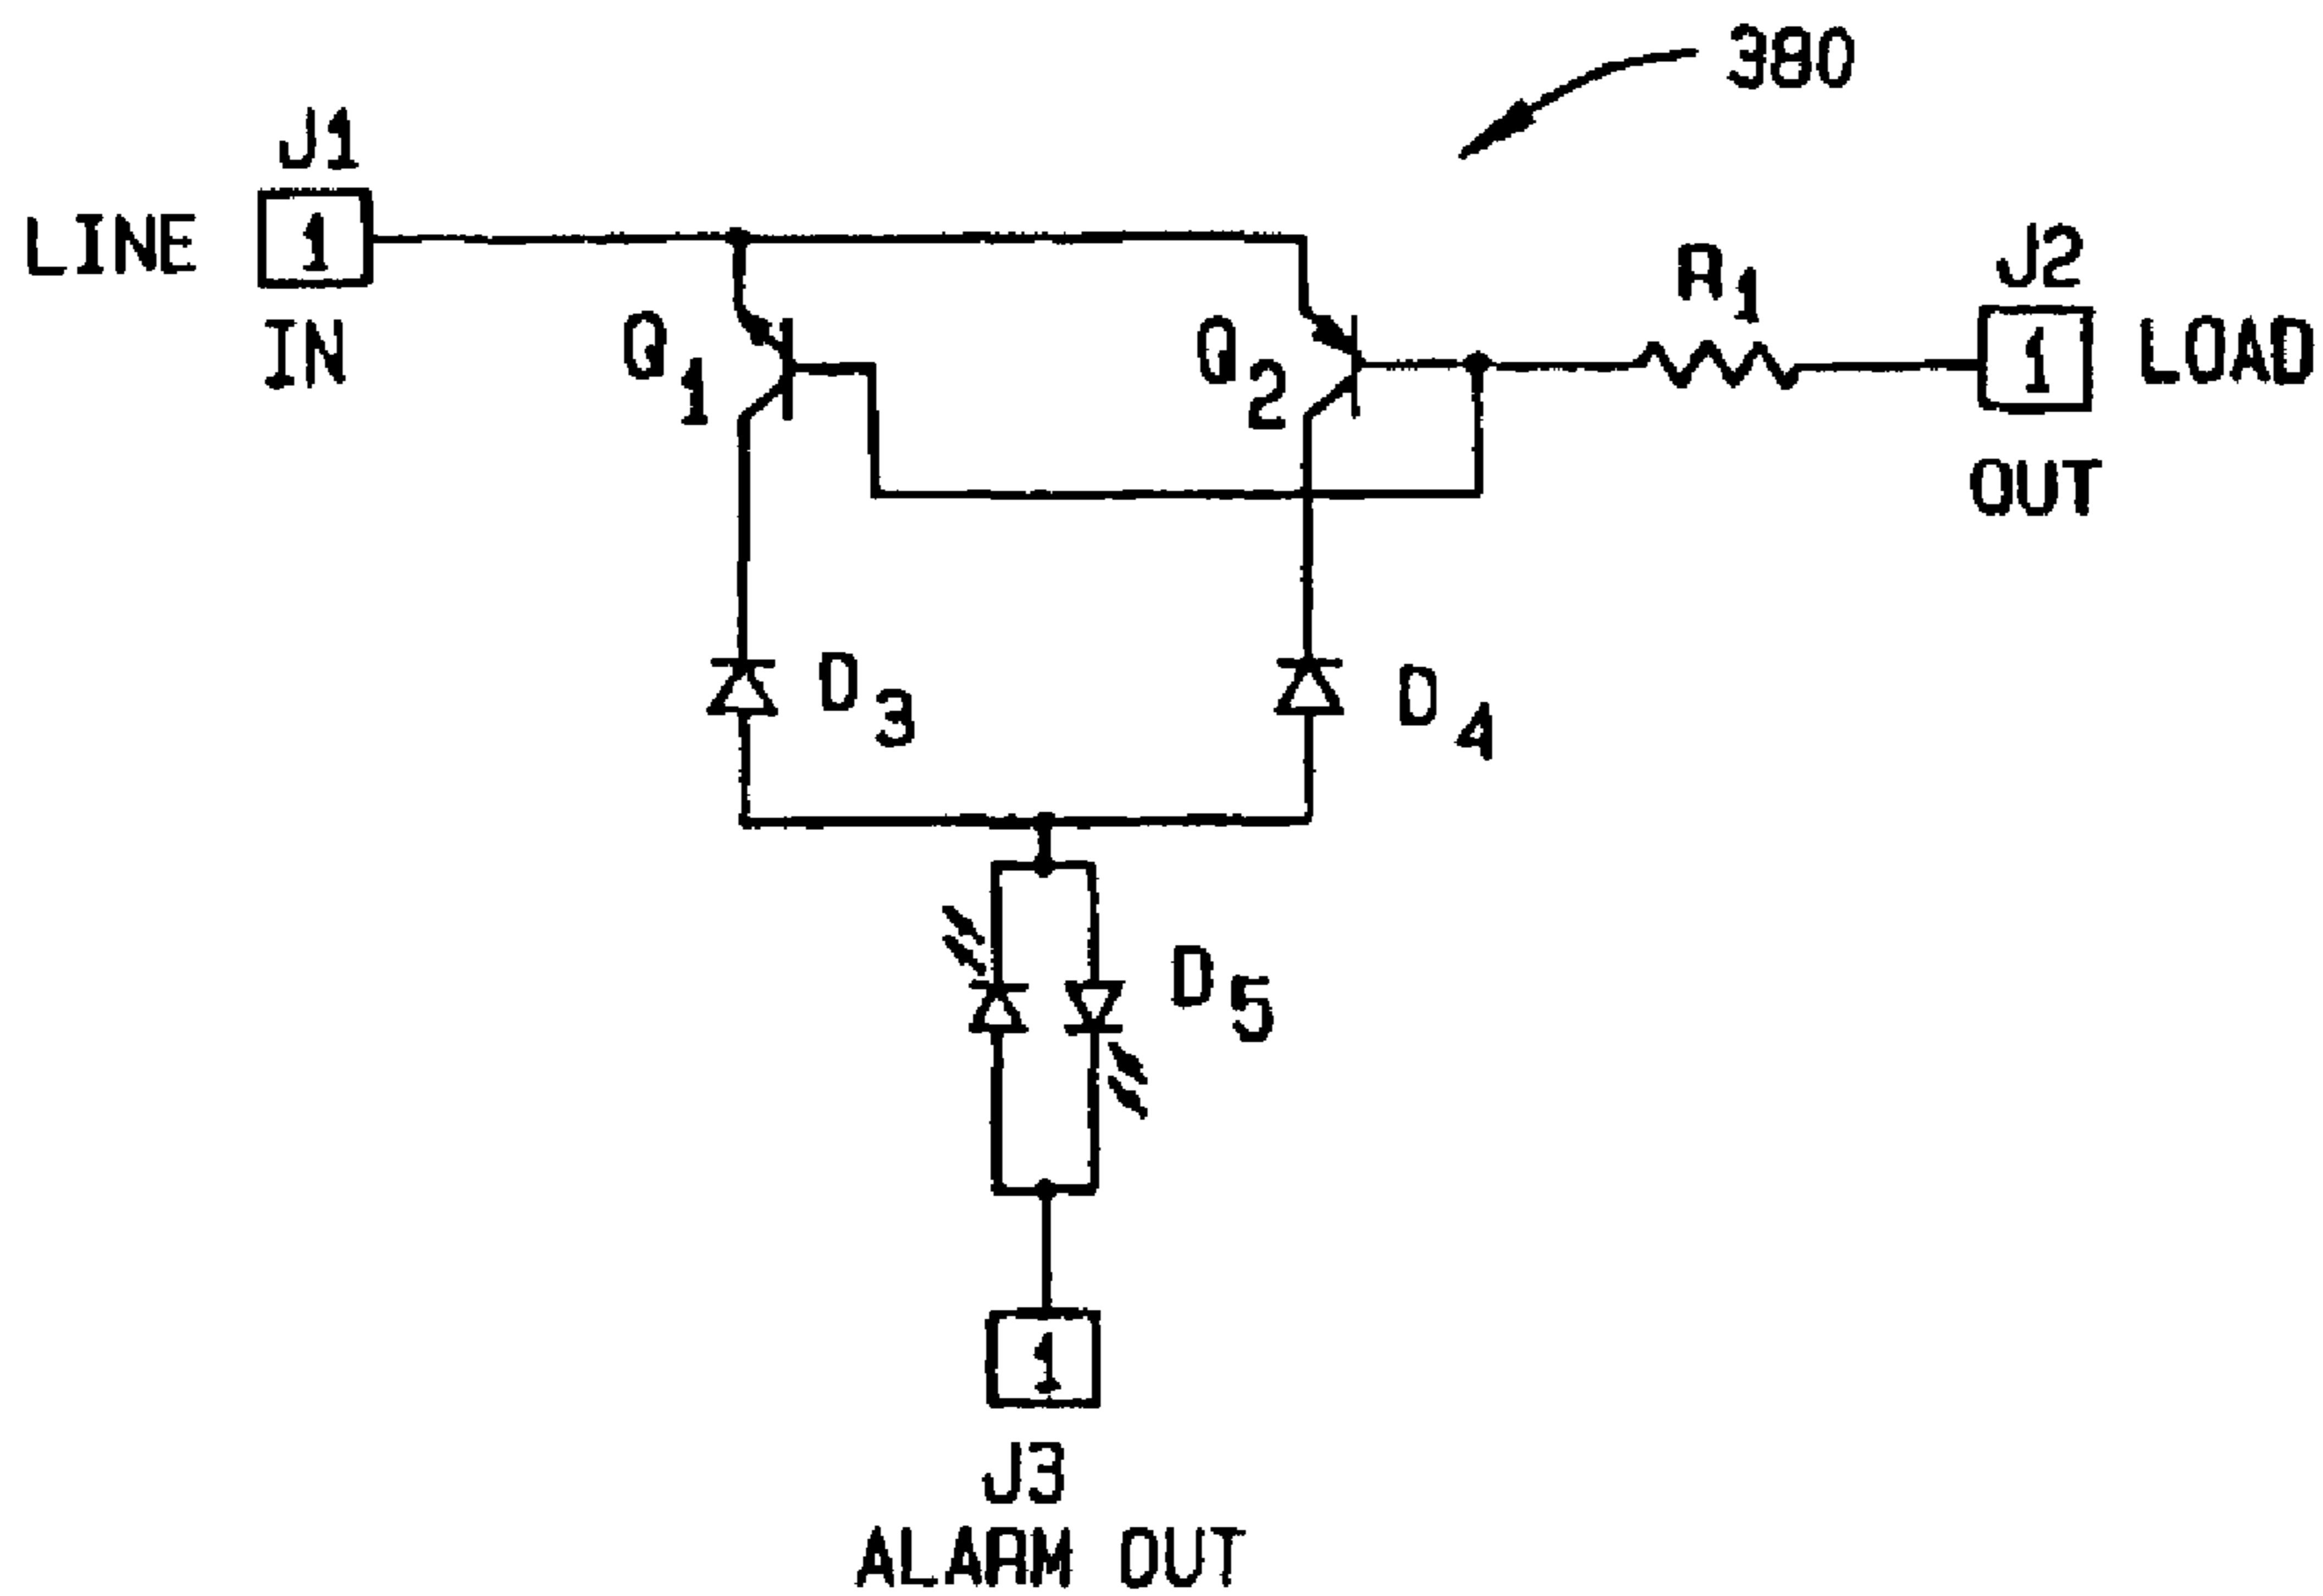 380
J1
LINE 1
IN
Q1
Q2
R1
J2
1 LOAD
OUT
D3
D4
D5
1
J3
ALARM OUT